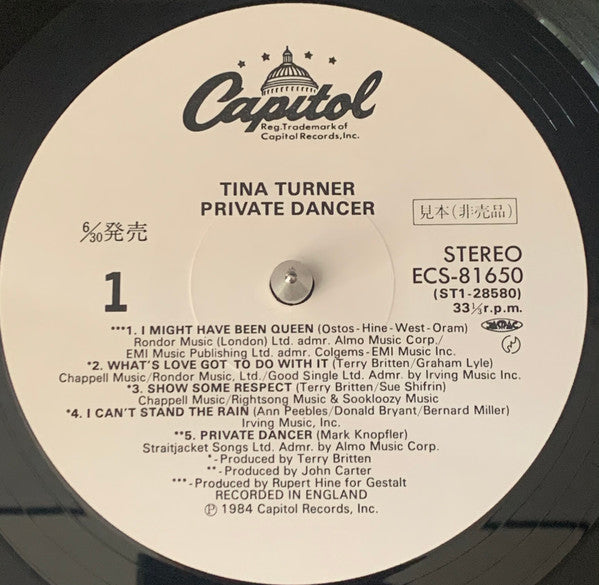 Capitol
Reg.Trademark of
Capitol Records,Inc.
TINA TURNER
PRIVATE DANCER
見本(非売品)
6/30発売
STEREO
ECS-81650
(ST1-28580)
33⅓r.p.m.
1
***1. I MIGHT HAVE BEEN QUEEN (Ostos-Hine-West-Oram)
Rondor Music (London) Ltd. admr. Almo Music Corp./
EMI Music Publishing Ltd. admr. Colgems-EMI Music Inc.
*2. WHAT'S LOVE GOT TO DO WITH IT (Terry Britten/Graham Lyle)
Chappell Music/Rondor Music, Ltd./Good Single Ltd. Admr. by Irving Music Inc.
*3. SHOW SOME RESPECT (Terry Britten/Sue Shifrin)
Chappell Music/Rightsong Music & Sookloozy Music
*4. I CAN'T STAND THE RAIN (Ann Peebles/Donald Bryant/Bernard Miller)
Irving Music, Inc.
**5. PRIVATE DANCER (Mark Knopfler)
Straitjacket Songs Ltd. Admr. by Almo Music Corp.
*-Produced by Terry Britten
**-Produced by John Carter
***-Produced by Rupert Hine for Gestalt
RECORDED IN ENGLAND
Ⓟ 1984 Capitol Records, Inc.